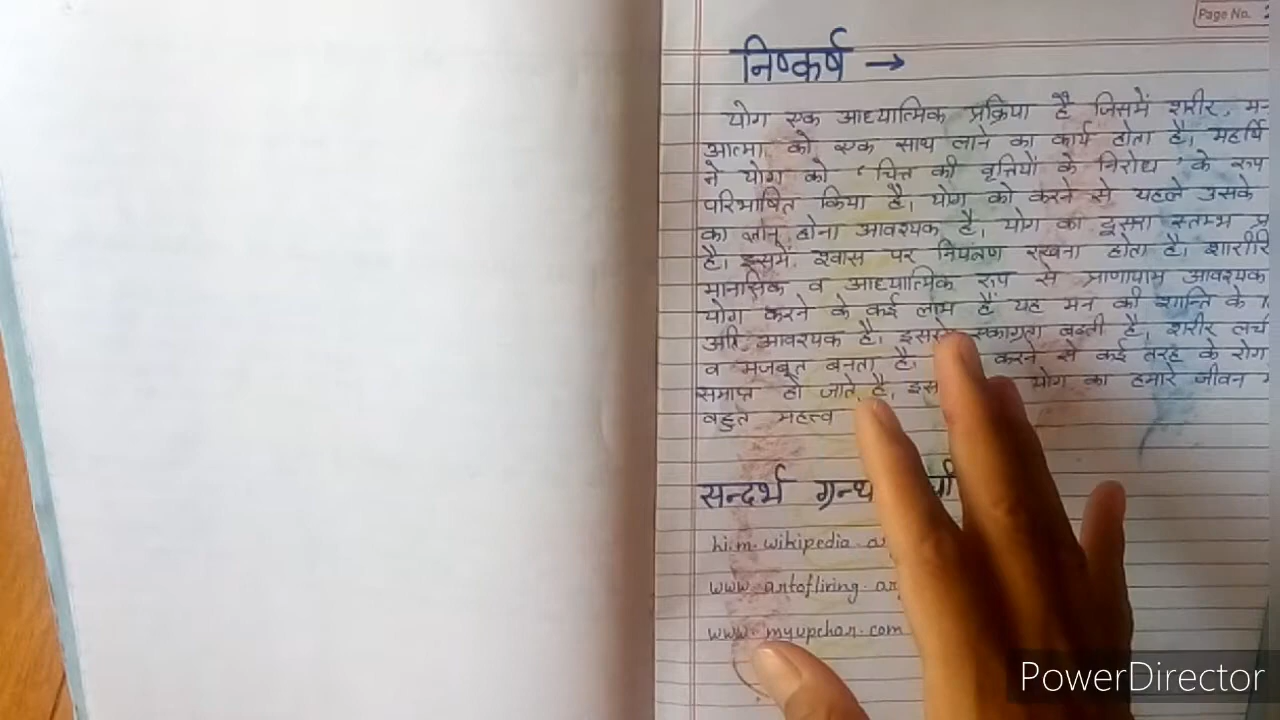 Page No.
निष्कर्ष →
योग एक आध्यात्मिक प्रक्रिया है जिसमें शरीर, मन
आत्मा को एक साथ लाने का कार्य होता है। महर्षि
ने योग को ' चित्त की वृत्तियों के निरोध ' के रूप
परिभाषित किया है। योग को करने से पहले उसके
का होना आवश्यक है। योग का दूसरा स्तम्भ
है। इसमें श्वास पर नियंत्रण रखना होता है। शारीरि
मानसिक व आध्यात्मिक रूप से प्राणायाम आवश्यक
योग करने के कई लाभ हैं यह मन की शान्ति के
अति आवश्यक है। इससे एकाग्रता बढ़ती है, शरीर
व मजबूत बनता है, करने से कई तरह के रोग
समाप्त हो जाते है, इस योग का हमारे जीवन
बहुत महत्त्व
सन्दर्भ ग्रन्थ
hi.m.wikipedia.or
www.artofliving.org
www.myupchar.com
PowerDirector